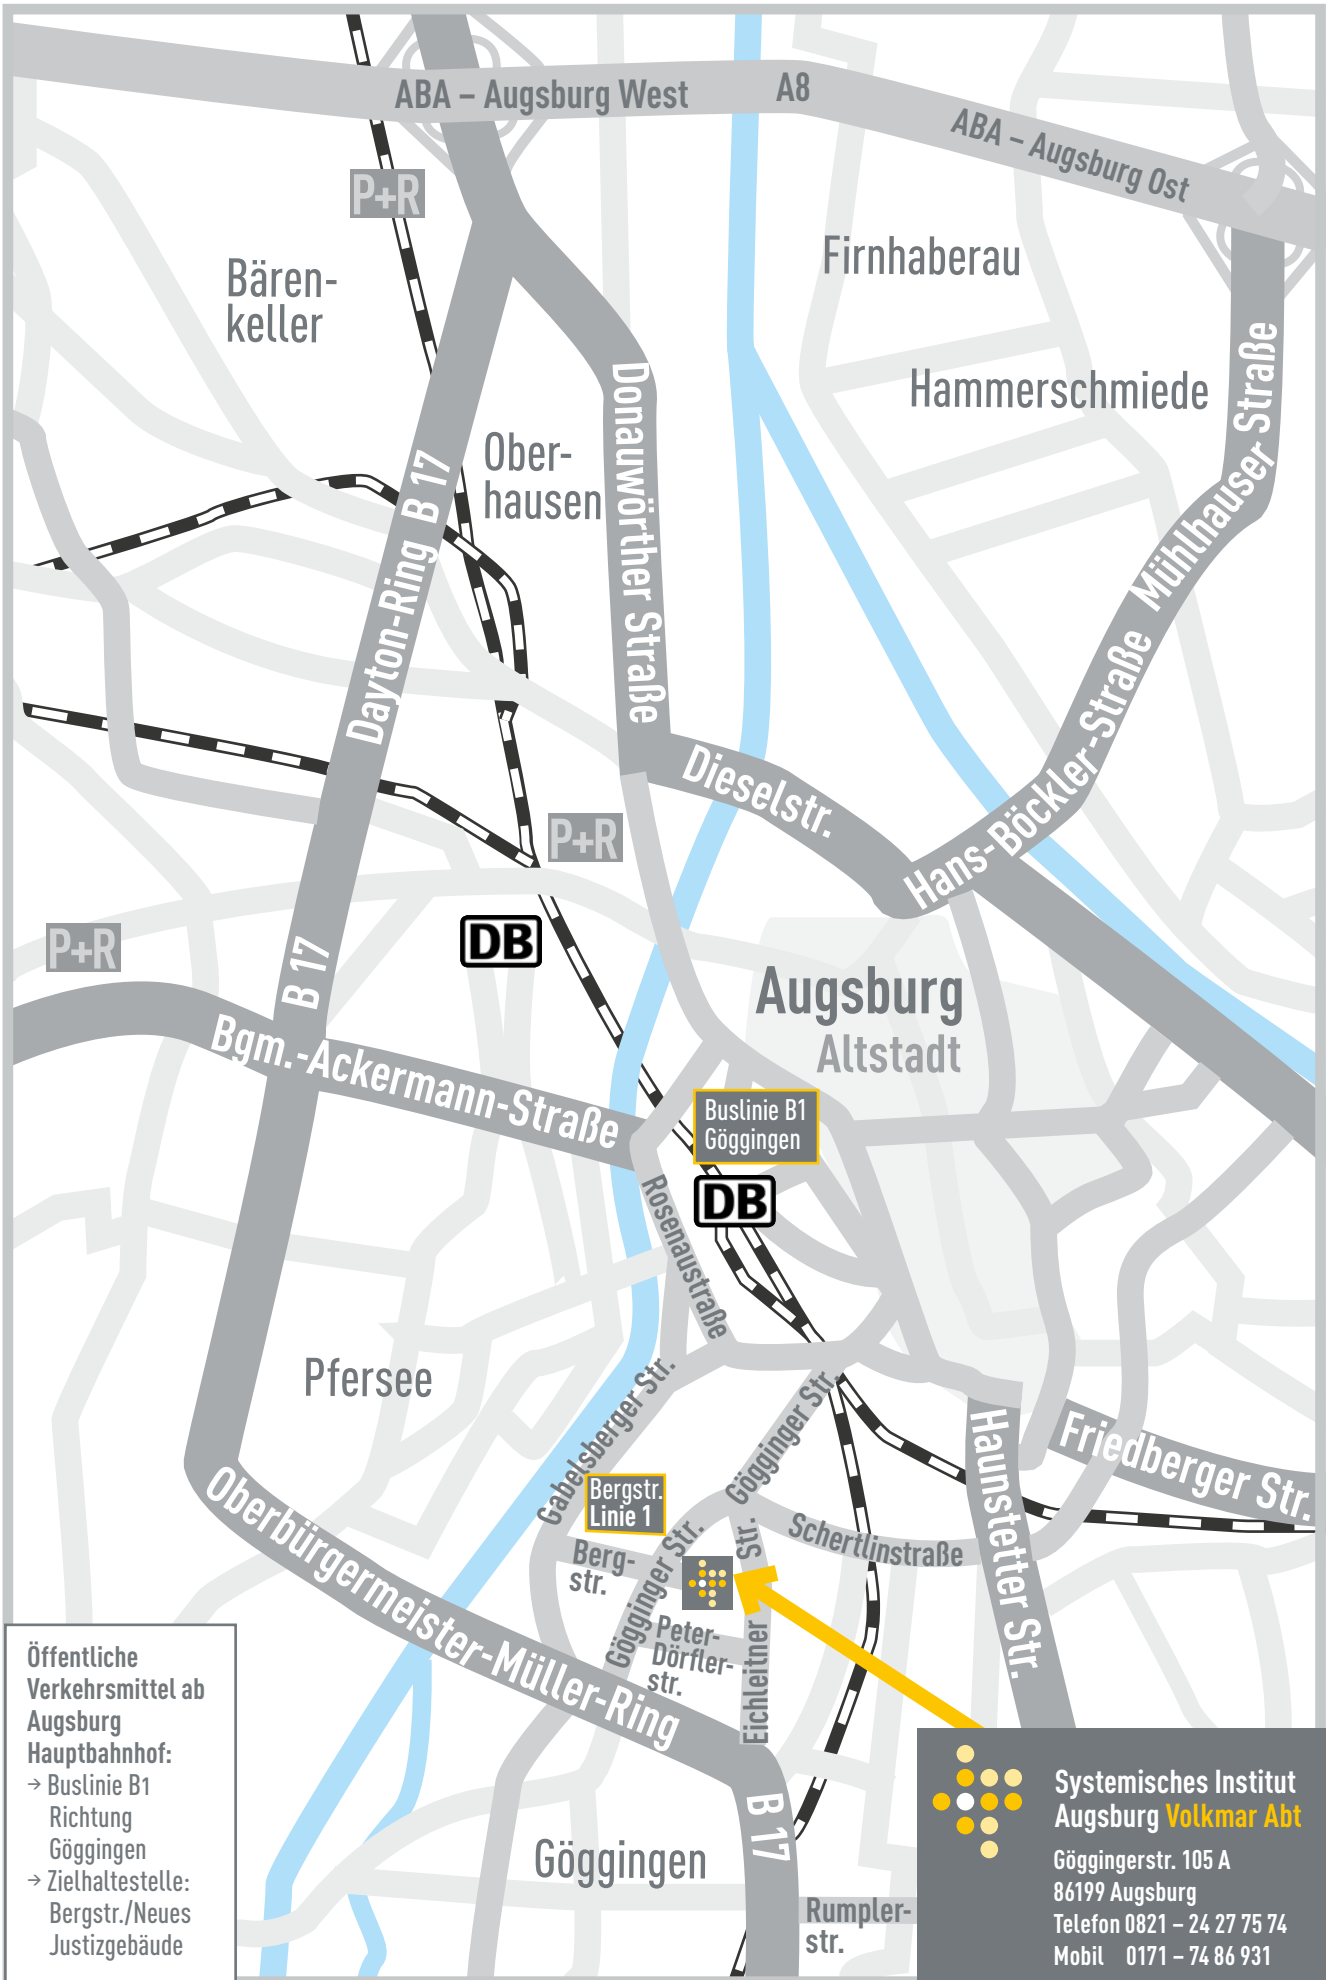 ABA – Augsburg West
A8
ABA – Augsburg Ost
P+R
Bären-
keller
Firnhaberau
Hammerschmiede
Mühlhauser Straße
Ober-
hausen
Donauwörther Straße
B 17
Dayton-Ring
Dieselstr.
Hans-Böckler-Straße
P+R
P+R
DB
B 17
Augsburg
Altstadt
Bgm.-Ackermann-Straße
Buslinie B1
Göggingen
DB
Rosenaustraße
Pfersee
Gabelsberger Str.
Gögginger Str.
Haunstetter Str.
Friedberger Str.
Bergstr.
Linie 1
Schertlinstraße
Berg-
str.
Gögginger Str.
Eichleitner Str.
Peter-
Dörfler-
str.
Oberbürgermeister-Müller-Ring
B 17
Göggingen
Rumpler-
str.
Öffentliche
Verkehrsmittel ab
Augsburg
Hauptbahnhof:
→ Buslinie B1
Richtung
Göggingen
→ Zielhaltestelle:
Bergstr./Neues
Justizgebäude
Systemisches Institut
Augsburg Volkmar Abt
Göggingerstr. 105 A
86199 Augsburg
Telefon 0821 – 24 27 75 74
Mobil 0171 – 74 86 931